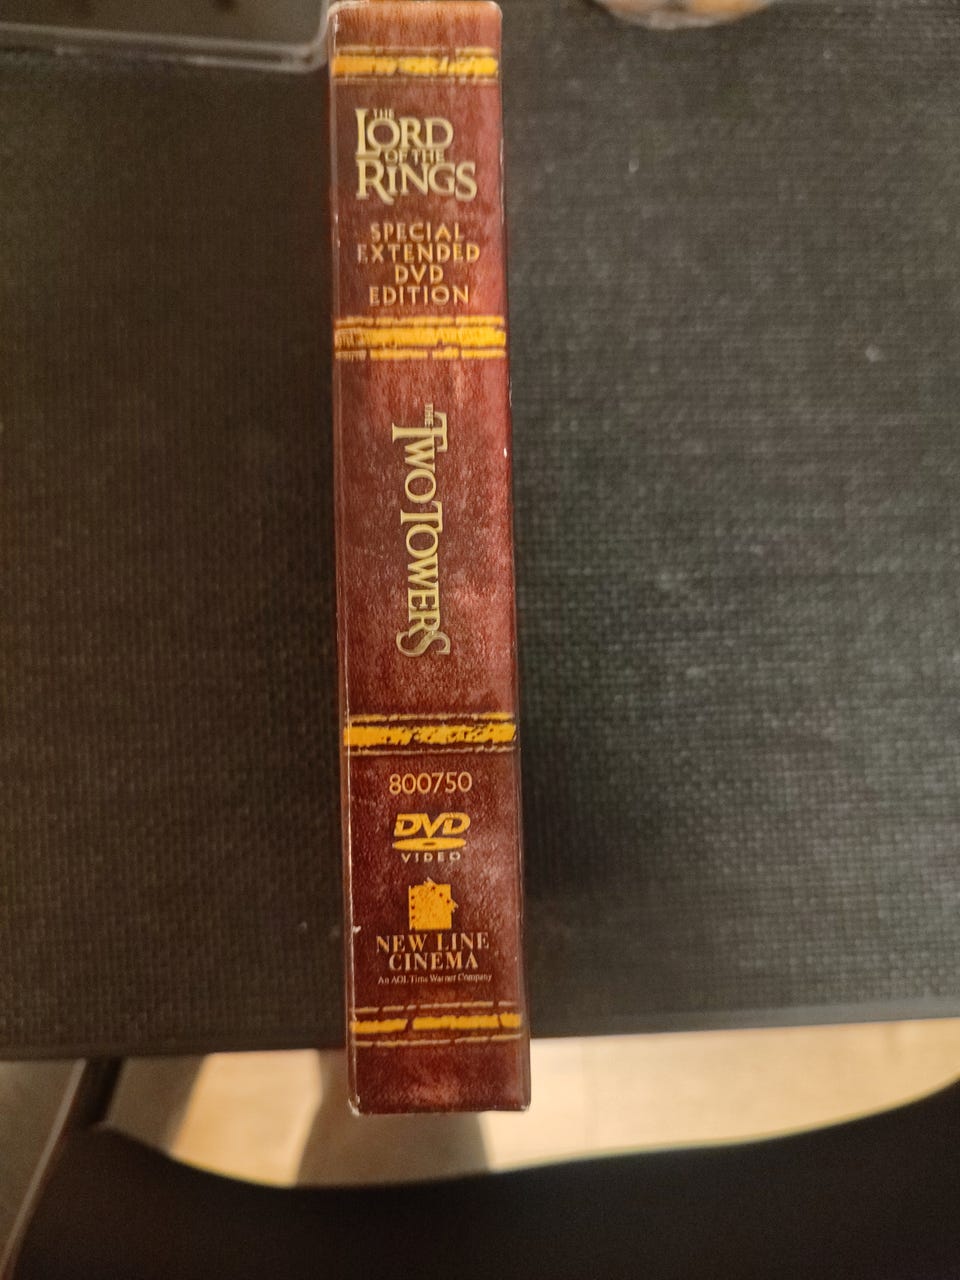 THE
LORD
OF THE
RINGS
SPECIAL
EXTENDED
DVD
EDITION
THE TWO TOWERS
800750
DVD
VIDEO
NEW LINE
CINEMA
An AOL Time Warner Company